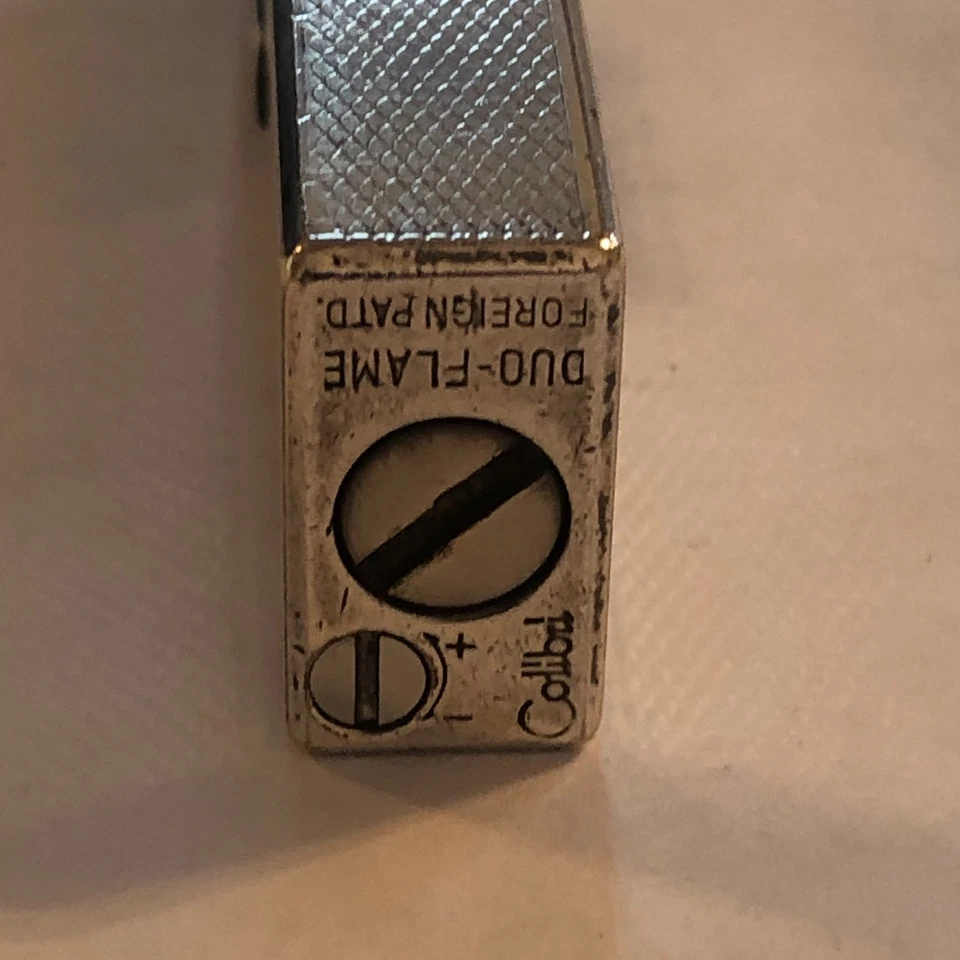 FOREIGN PATD.
DUO-FLAME
Colibri
+
-